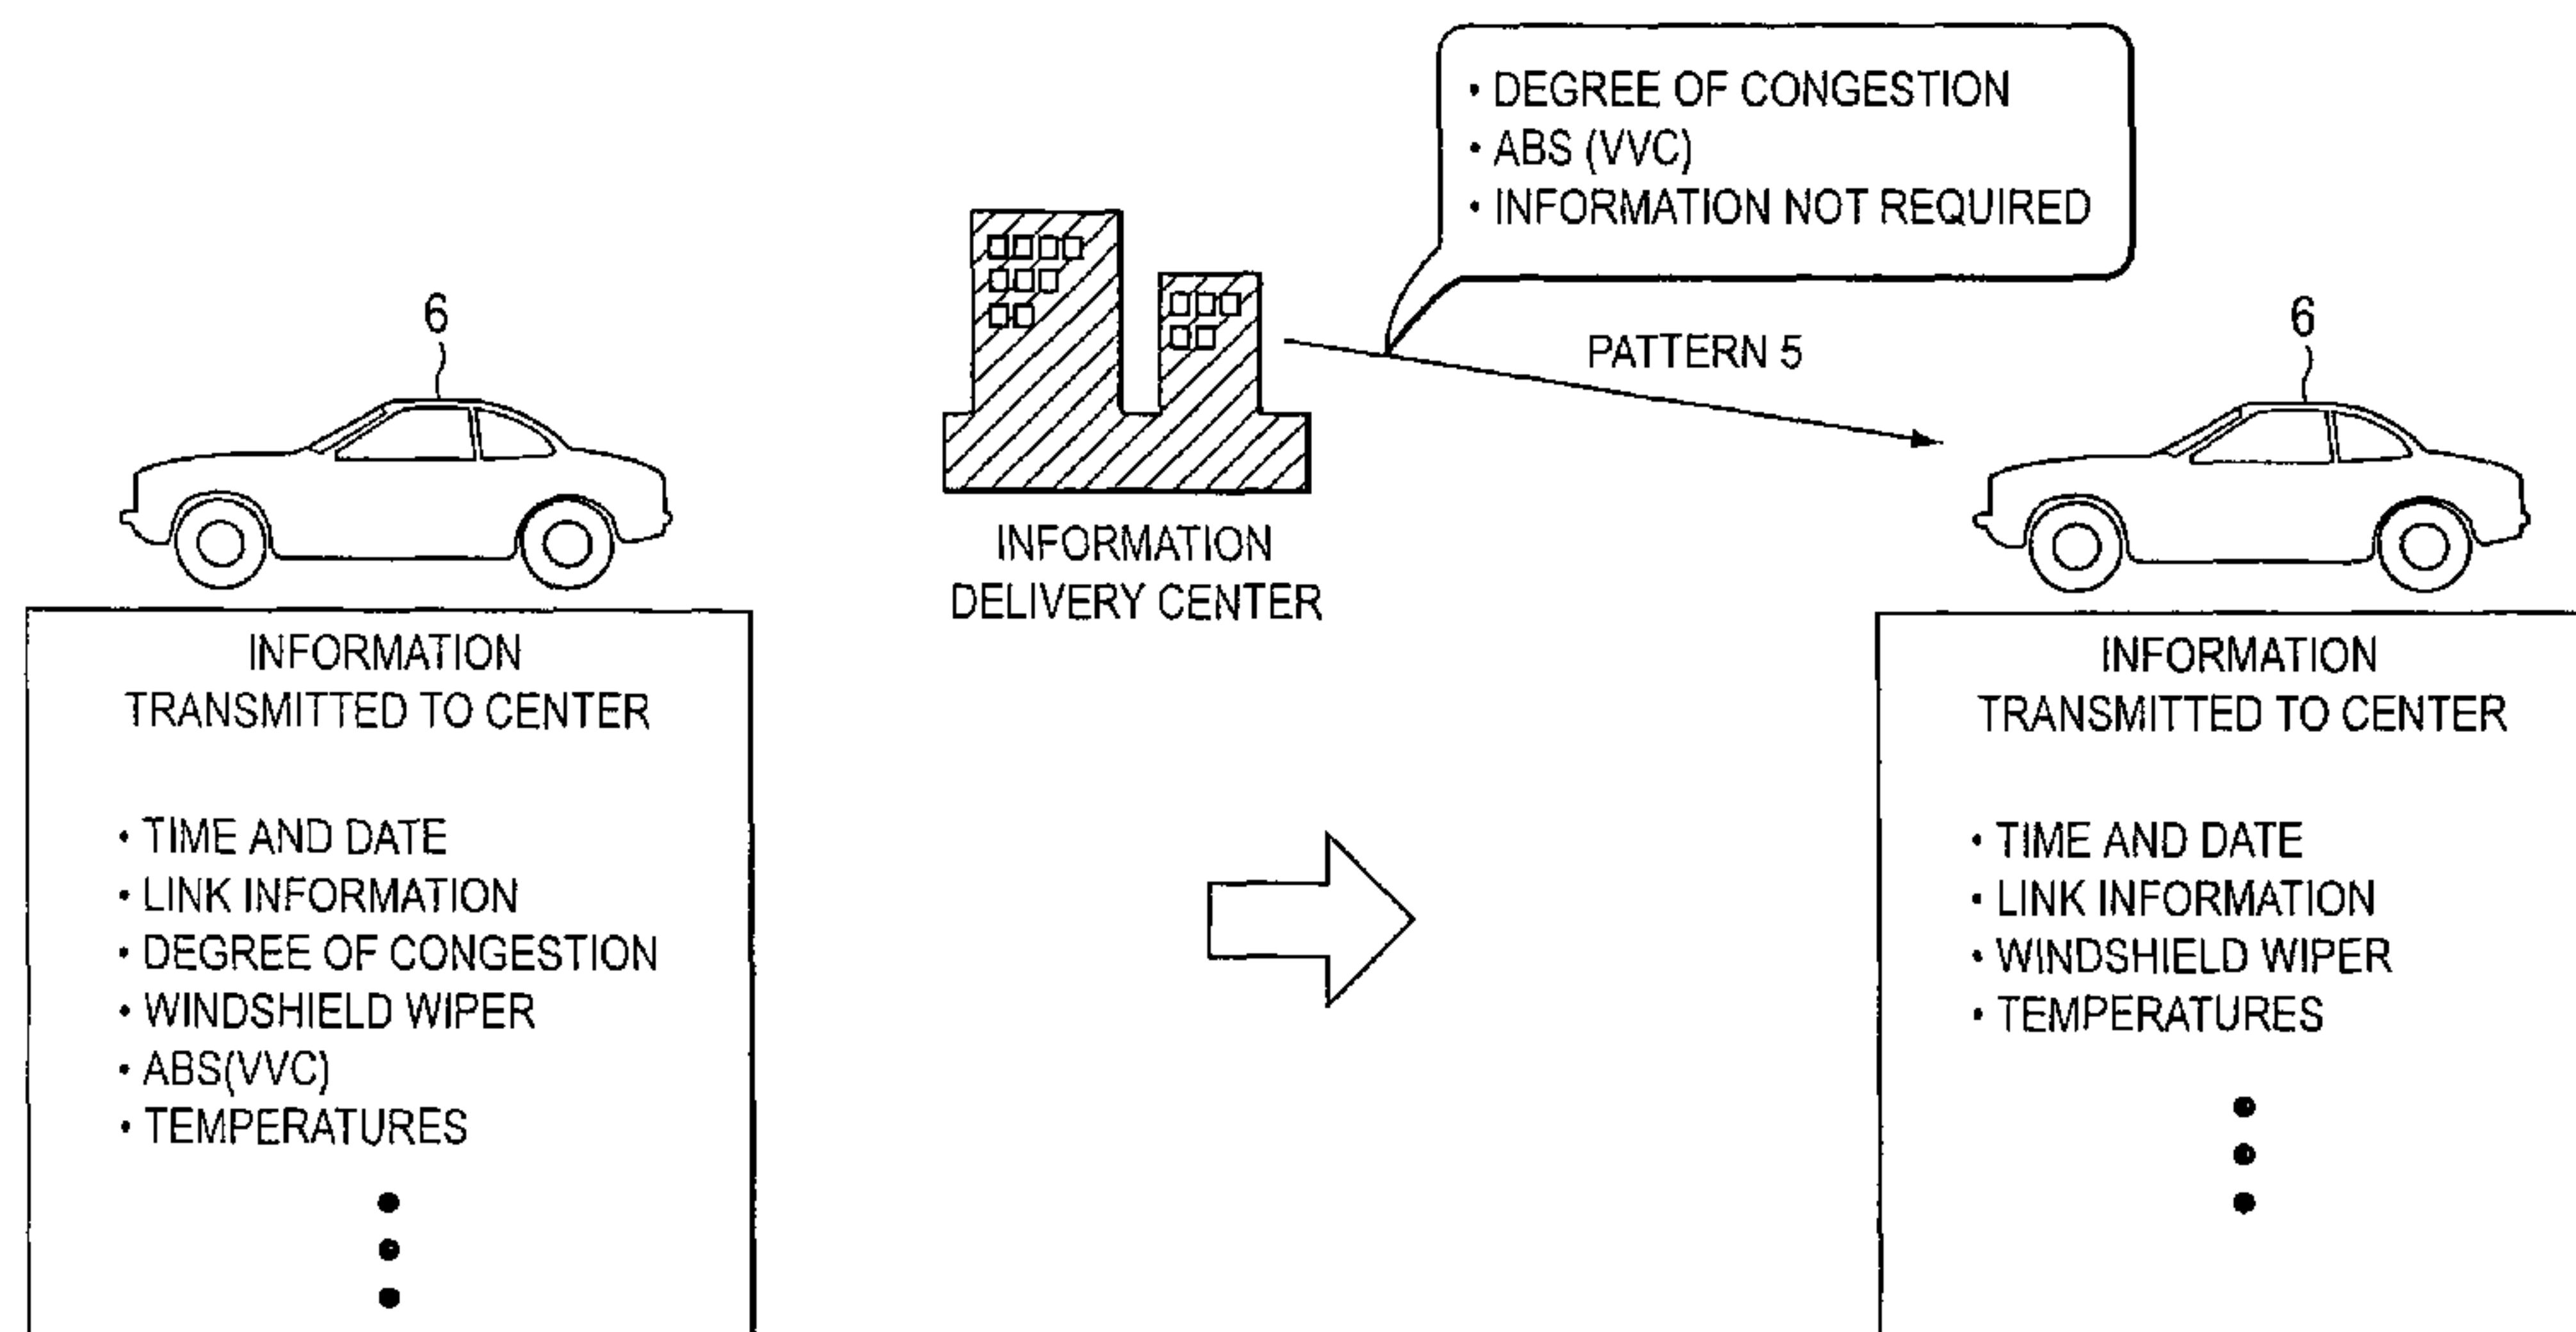 • DEGREE OF CONGESTION
• ABS (VVC)
• INFORMATION NOT REQUIRED
6
PATTERN 5
6
INFORMATION
DELIVERY CENTER
INFORMATION
TRANSMITTED TO CENTER
• TIME AND DATE
• LINK INFORMATION
• DEGREE OF CONGESTION
• WINDSHIELD WIPER
• ABS(VVC)
• TEMPERATURES
INFORMATION
TRANSMITTED TO CENTER
• TIME AND DATE
• LINK INFORMATION
• WINDSHIELD WIPER
• TEMPERATURES